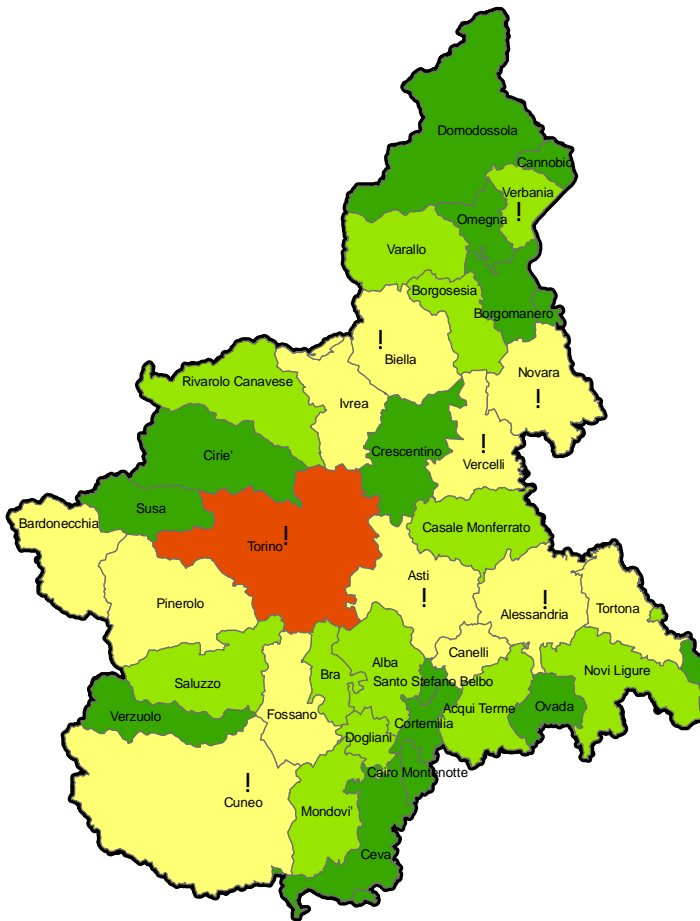 Domodossola
Cannobio
Verbania
!
Omegna
Varallo
Borgosesia
Borgomanero
!
Biella
Novara
!
Rivarolo Canavese
Ivrea
Crescentino
!
Vercelli
Cirie'
Susa
Bardonecchia
Casale Monferrato
Torino!
Asti
!
!
Alessandria
Tortona
Pinerolo
Canelli
Alba
Bra
Santo Stefano Belbo
Novi Ligure
Saluzzo
Acqui Terme
Ovada
Fossano
Verzuolo
Cortemilia
Dogliani
Cairo Montenotte
!
Cuneo
Mondovi'
Ceva